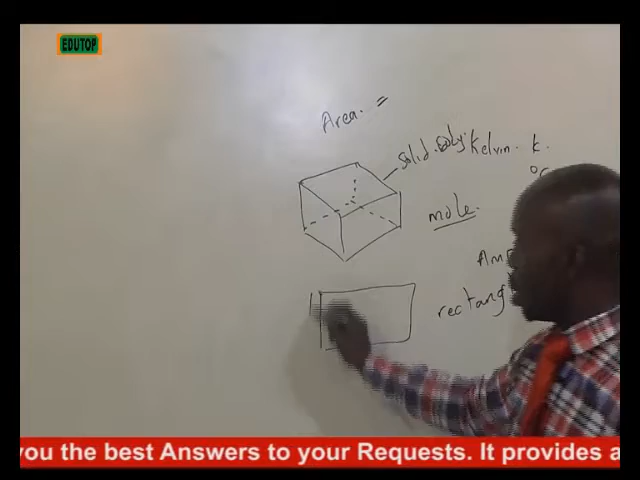 EDUTOP
Area. =
Solid. Body. Kelvin. k.
mole.
rectang
you the best Answers to your Requests. It provides a